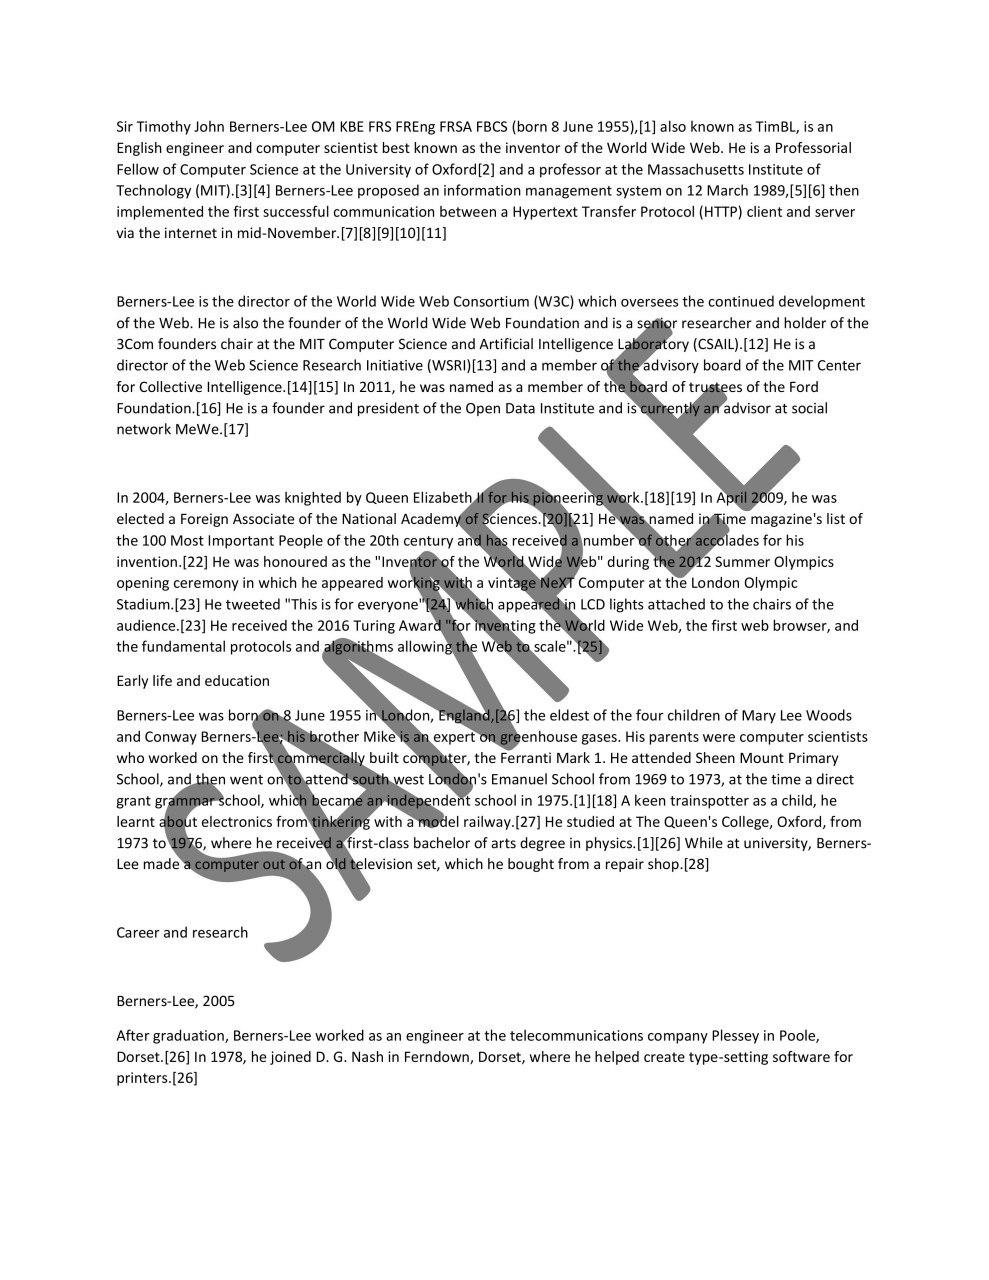 Sir Timothy John Berners-Lee OM KBE FRS FREng FRSA FBCS (born 8 June 1955),[1] also known as TimBL, is an
English engineer and computer scientist best known as the inventor of the World Wide Web. He is a Professorial
Fellow of Computer Science at the University of Oxford[2] and a professor at the Massachusetts Institute of
Technology (MIT).[3][4] Berners-Lee proposed an information management system on 12 March 1989,[5][6] then
implemented the first successful communication between a Hypertext Transfer Protocol (HTTP) client and server
via the internet in mid-November.[7][8][9][10][11]
Berners-Lee is the director of the World Wide Web Consortium (W3C) which oversees the continued development
of the Web. He is also the founder of the World Wide Web Foundation and is a senior researcher and holder of the
3Com founders chair at the MIT Computer Science and Artificial Intelligence Laboratory (CSAIL).[12] He is a
director of the Web Science Research Initiative (WSRI)[13] and a member of the advisory board of the MIT Center
for Collective Intelligence.[14][15] In 2011, he was named as a member of the board of trustees of the Ford
Foundation.[16] He is a founder and president of the Open Data Institute and is currently an advisor at social
network MeWe.[17]
In 2004, Berners-Lee was knighted by Queen Elizabeth II for his pioneering work.[18][19] In April 2009, he was
elected a Foreign Associate of the National Academy of Sciences.[20][21] He was named in Time magazine's list of
the 100 Most Important People of the 20th century and has received a number of other accolades for his
invention.[22] He was honoured as the "Inventor of the World Wide Web" during the 2012 Summer Olympics
opening ceremony in which he appeared working with a vintage NeXT Computer at the London Olympic
Stadium.[23] He tweeted "This is for everyone"[24] which appeared in LCD lights attached to the chairs of the
audience.[23] He received the 2016 Turing Award "for inventing the World Wide Web, the first web browser, and
the fundamental protocols and algorithms allowing the Web to scale".[25]
Early life and education
Berners-Lee was born on 8 June 1955 in London, England,[26] the eldest of the four children of Mary Lee Woods
and Conway Berners-Lee; his brother Mike is an expert on greenhouse gases. His parents were computer scientists
who worked on the first commercially built computer, the Ferranti Mark 1. He attended Sheen Mount Primary
School, and then went on to attend south west London's Emanuel School from 1969 to 1973, at the time a direct
grant grammar school, which became an independent school in 1975.[1][18] A keen trainspotter as a child, he
learnt about electronics from tinkering with a model railway.[27] He studied at The Queen's College, Oxford, from
1973 to 1976, where he received a first-class bachelor of arts degree in physics.[1][26] While at university, Berners-
Lee made a computer out of an old television set, which he bought from a repair shop.[28]
Career and research
Berners-Lee, 2005
After graduation, Berners-Lee worked as an engineer at the telecommunications company Plessey in Poole,
Dorset.[26] In 1978, he joined D. G. Nash in Ferndown, Dorset, where he helped create type-setting software for
printers.[26]
SAMPLE